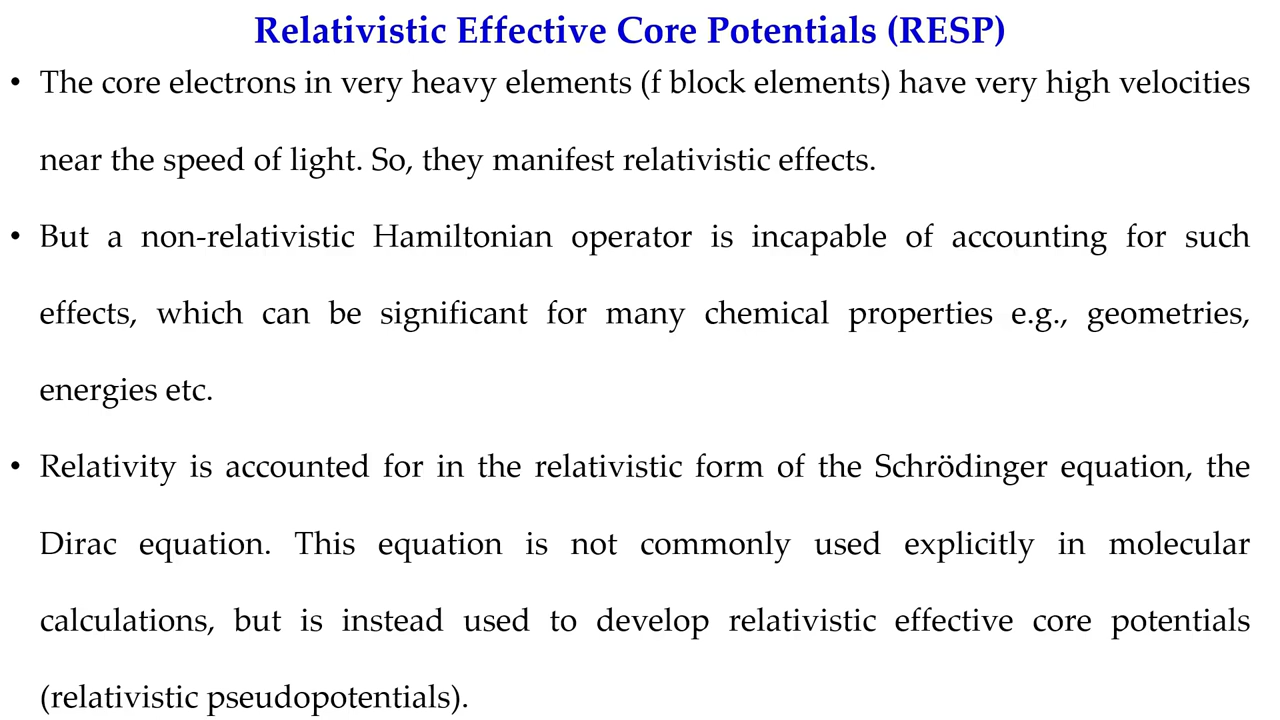 Relativistic Effective Core Potentials (RESP)
• The core electrons in very heavy elements (f block elements) have very high velocities
near the speed of light. So, they manifest relativistic effects.
• But a non-relativistic Hamiltonian operator is incapable of accounting for such
effects, which can be significant for many chemical properties e.g., geometries,
energies etc.
• Relativity is accounted for in the relativistic form of the Schrödinger equation, the
Dirac equation. This equation is not commonly used explicitly in molecular
calculations, but is instead used to develop relativistic effective core potentials
(relativistic pseudopotentials).